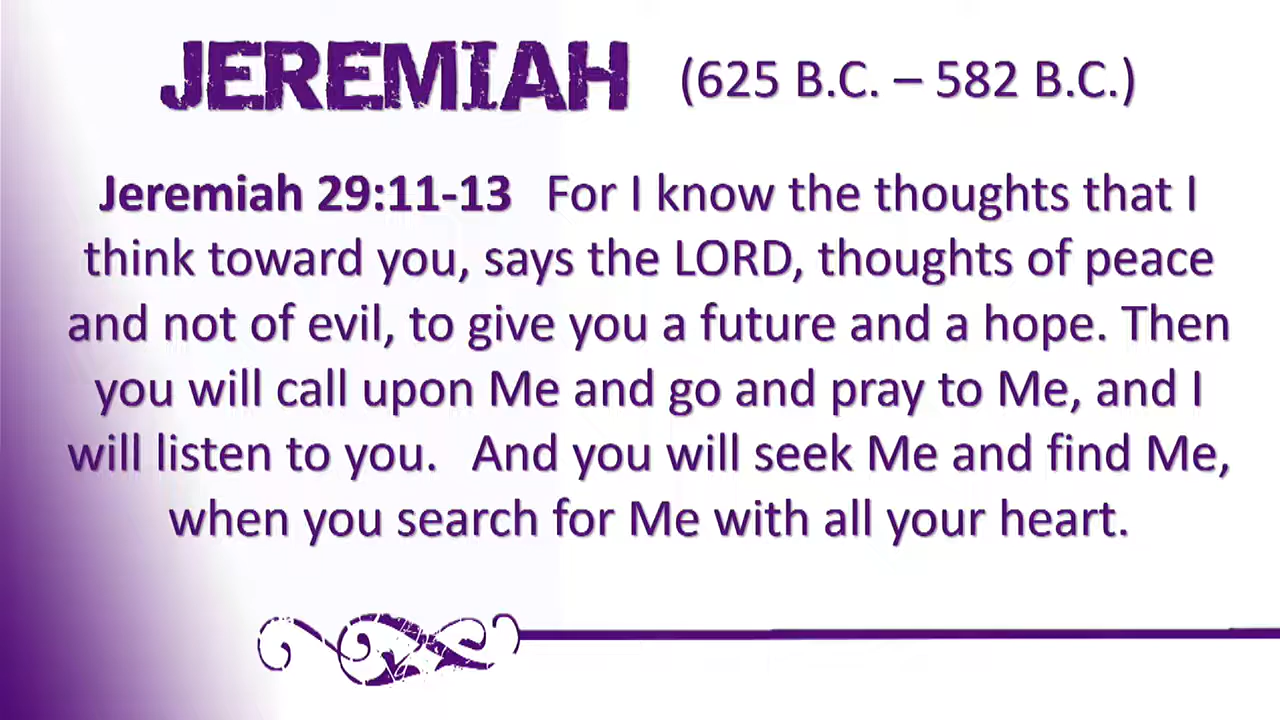 JEREMIAH (625 B.C. – 582 B.C.)
Jeremiah 29:11-13 For I know the thoughts that I
think toward you, says the LORD, thoughts of peace
and not of evil, to give you a future and a hope. Then
you will call upon Me and go and pray to Me, and I
will listen to you. And you will seek Me and find Me,
when you search for Me with all your heart.